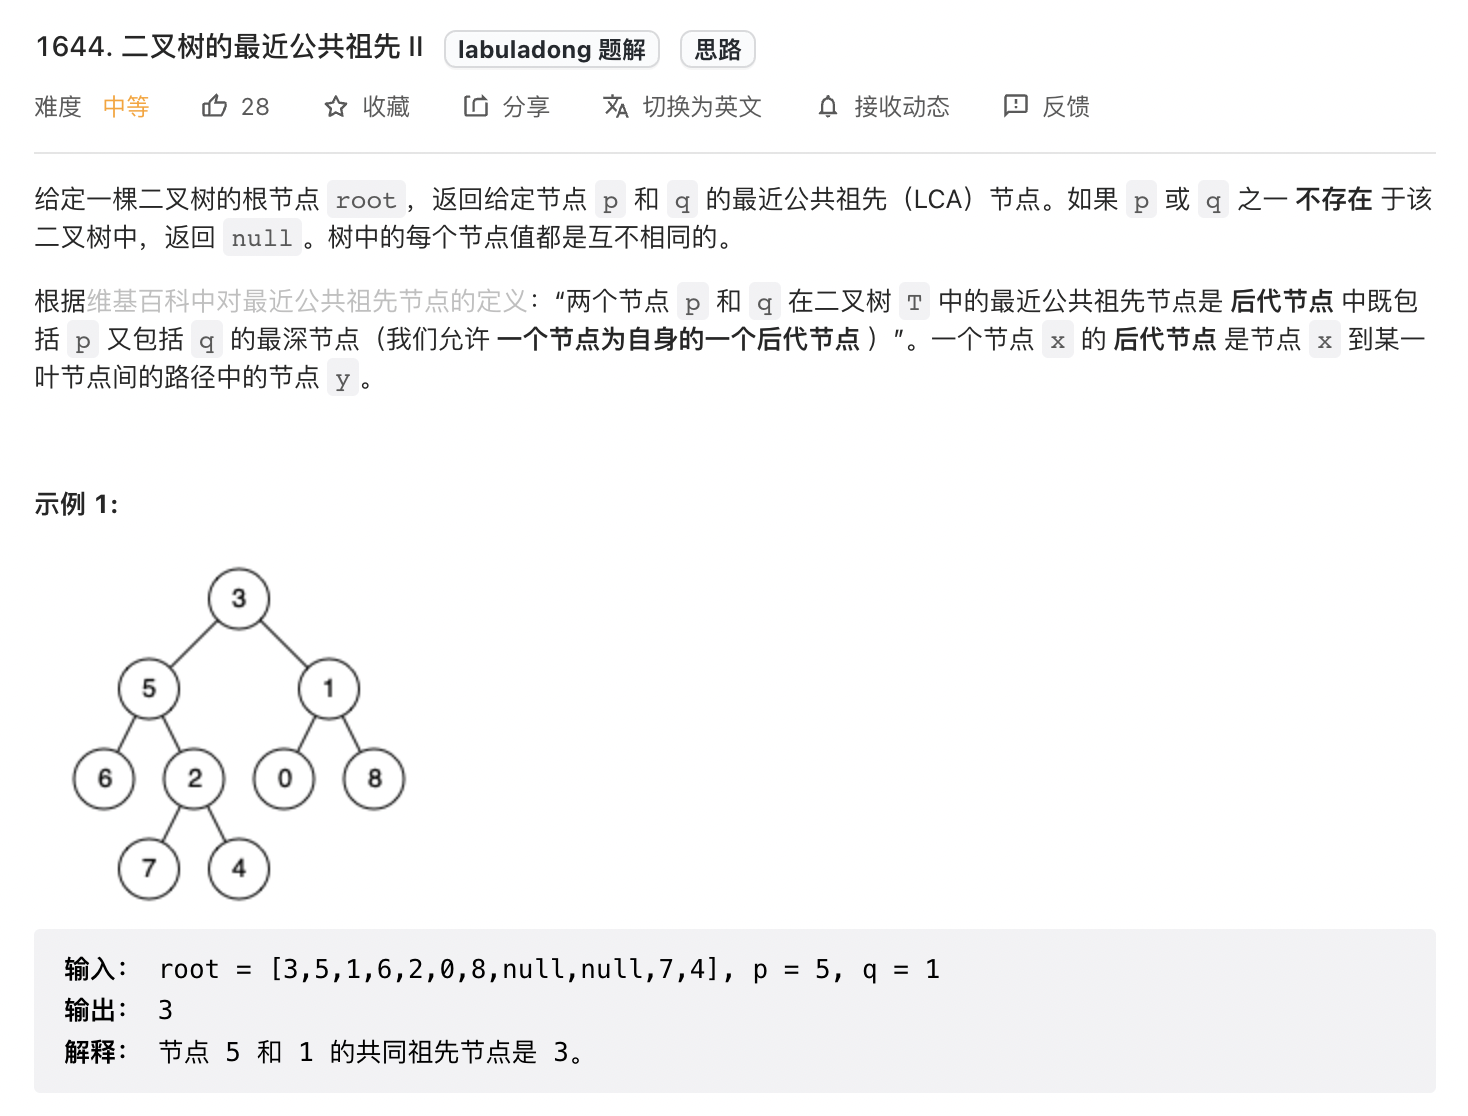 1644. 二叉树的最近公共祖先 II labuladong 题解 思路
难度 中等 28 收藏 分享 切换为英文 接收动态 反馈
给定一棵二叉树的根节点 root，返回给定节点 p 和 q 的最近公共祖先（LCA）节点。如果 p 或 q 之一 不存在 于该
二叉树中，返回 null。树中的每个节点值都是互不相同的。
根据维基百科中对最近公共祖先节点的定义：“两个节点 p 和 q 在二叉树 T 中的最近公共祖先节点是 后代节点 中既包
括 p 又包括 q 的最深节点（我们允许 一个节点为自身的一个后代节点 ）”。一个节点 x 的 后代节点 是节点 x 到某一
叶节点间的路径中的节点 y。
示例 1:
3
5 1
6 2 0 8
7 4
输入： root = [3,5,1,6,2,0,8,null,null,7,4], p = 5, q = 1
输出： 3
解释： 节点 5 和 1 的共同祖先节点是 3。